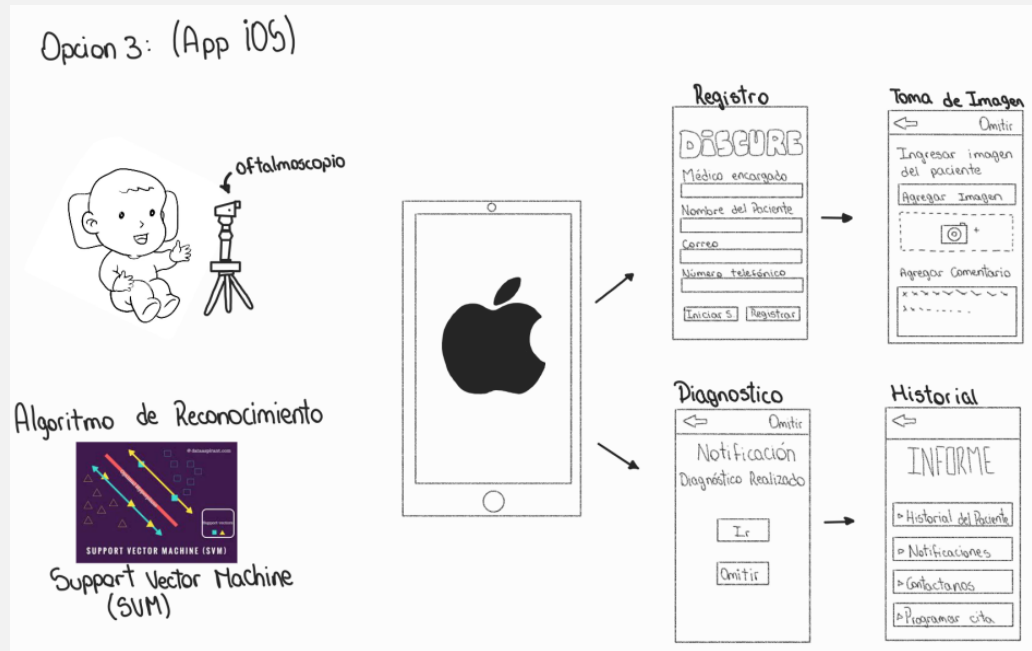 Opcion 3: (App iOS)
oftalmoscopio
Algoritmo de Reconocimiento
SUPPORT VECTOR MACHINE (SVM)
Support Vector Machine
(SVM)
Registro
DISCURE
Médico encargado
Nombre del Paciente
Correo
Número telefónico
Iniciar S
Registrar
Toma de Imagen
Omitir
Ingresar imagen
del paciente
Agregar Imagen
Agregar Comentario
Diagnostico
Omitir
Notificación
Diagnóstico Realizado
Ir
Omitir
Historial
INFORME
Historial del Paciente
Notificaciones
Contactanos
Programar cita